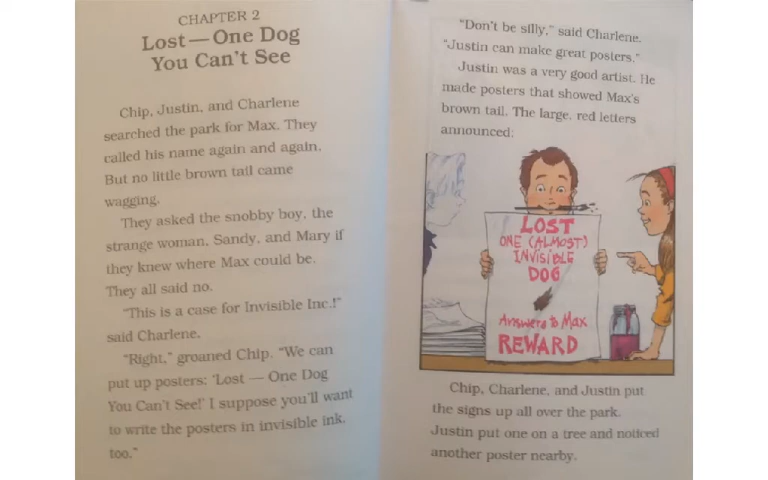 CHAPTER 2
Lost — One Dog
You Can't See
Chip, Justin, and Charlene
searched the park for Max. They
called his name again and again.
But no little brown tail came
wagging.
They asked the snobby boy, the
strange woman, Sandy, and Mary if
they knew where Max could be.
They all said no.
"This is a case for Invisible Inc.!"
said Charlene.
"Right," groaned Chip. "We can
put up posters: 'Lost — One Dog
You Can't See!' I suppose you'll want
to write the posters in invisible ink,
too."
"Don't be silly," said Charlene.
"Justin can make great posters."
Justin was a very good artist. He
made posters that showed Max's
brown tail. The large, red letters
announced:
LOST
ONE (ALMOST)
INVISIBLE
DOG
Answers to Max
REWARD
Chip, Charlene, and Justin put
the signs up all over the park.
Justin put one on a tree and noticed
another poster nearby.